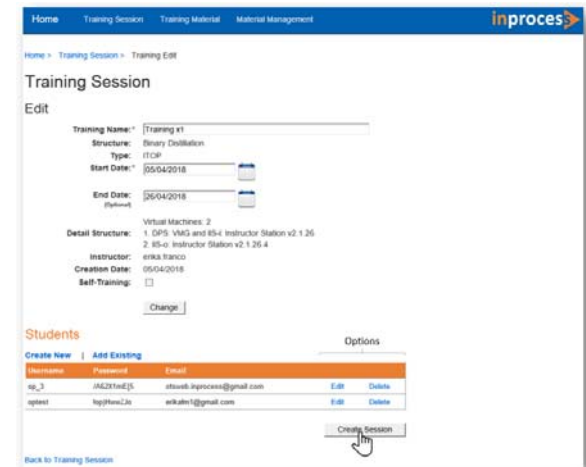 Home Training Session Training Material Material Management
inprocess
Home > Training Session > Training Edit
Training Session
Edit
Training Name:* Training x1
Structure: Binary Distillation
Type: ITOP
Start Date:* 05/04/2018
End Date: 26/04/2018
(Optional)
Virtual Machines: 2
Detail Structure: 1. DPS: VMG and IIS-i: Instructor Station v2.1.26
2: IIS-o: Instructor Station v2.1.26.4
Instructor: erika.franco
Creation Date: 05/04/2018
Self-Training:
Change
Students
Options
Create New | Add Existing
Username Password Email
sp_3 otsweb.inprocess@gmail.com Edit Delete
optest erikafm1@gmail.com Edit Delete
Create Session
Back to Training Session